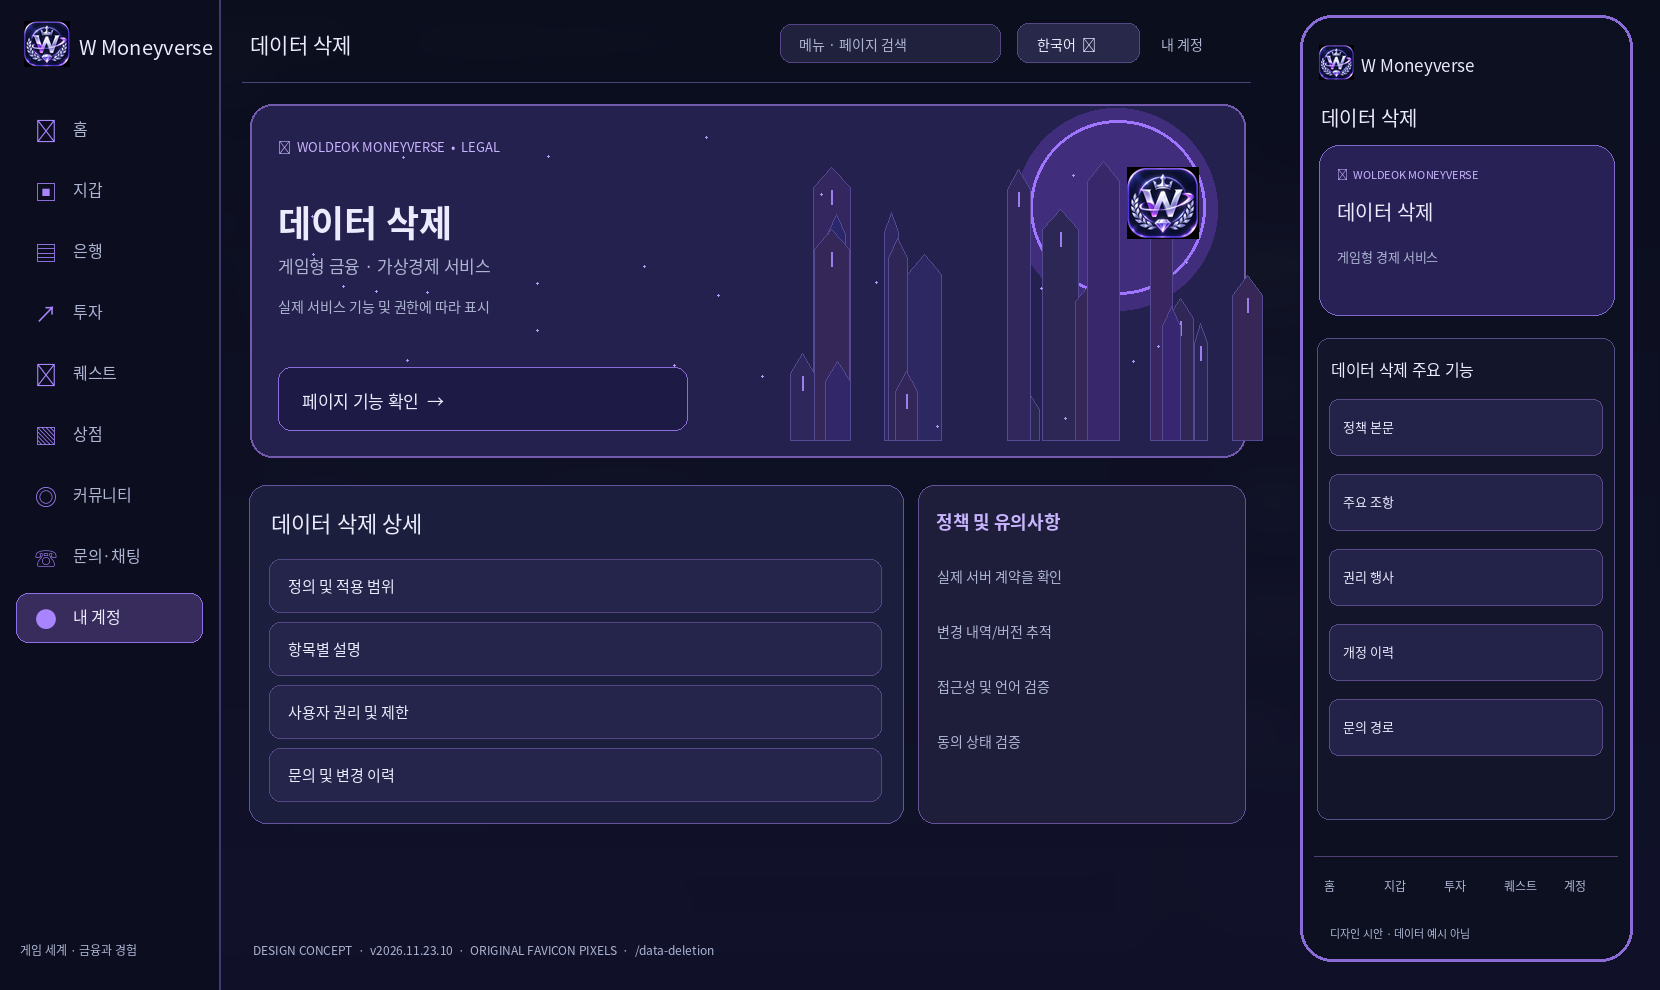 W Moneyverse
홈
지갑
은행
투자
퀘스트
상점
커뮤니티
문의·채팅
내 계정
게임 세계 · 금융과 경험
데이터 삭제
메뉴 · 페이지 검색
한국어
내 계정
WOLDEOK MONEYVERSE • LEGAL
데이터 삭제
게임형 금융 · 가상경제 서비스
실제 서비스 기능 및 권한에 따라 표시
페이지 기능 확인 →
데이터 삭제 상세
정의 및 적용 범위
항목별 설명
사용자 권리 및 제한
문의 및 변경 이력
정책 및 유의사항
실제 서버 계약을 확인
변경 내역/버전 추적
접근성 및 언어 검증
동의 상태 검증
DESIGN CONCEPT · v2026.11.23.10 · ORIGINAL FAVICON PIXELS · /data-deletion
W Moneyverse
데이터 삭제
WOLDEOK MONEYVERSE
데이터 삭제
게임형 경제 서비스
데이터 삭제 주요 기능
정책 본문
주요 조항
권리 행사
개정 이력
문의 경로
홈 지갑 투자 퀘스트 계정
디자인 시안 · 데이터 예시 아님